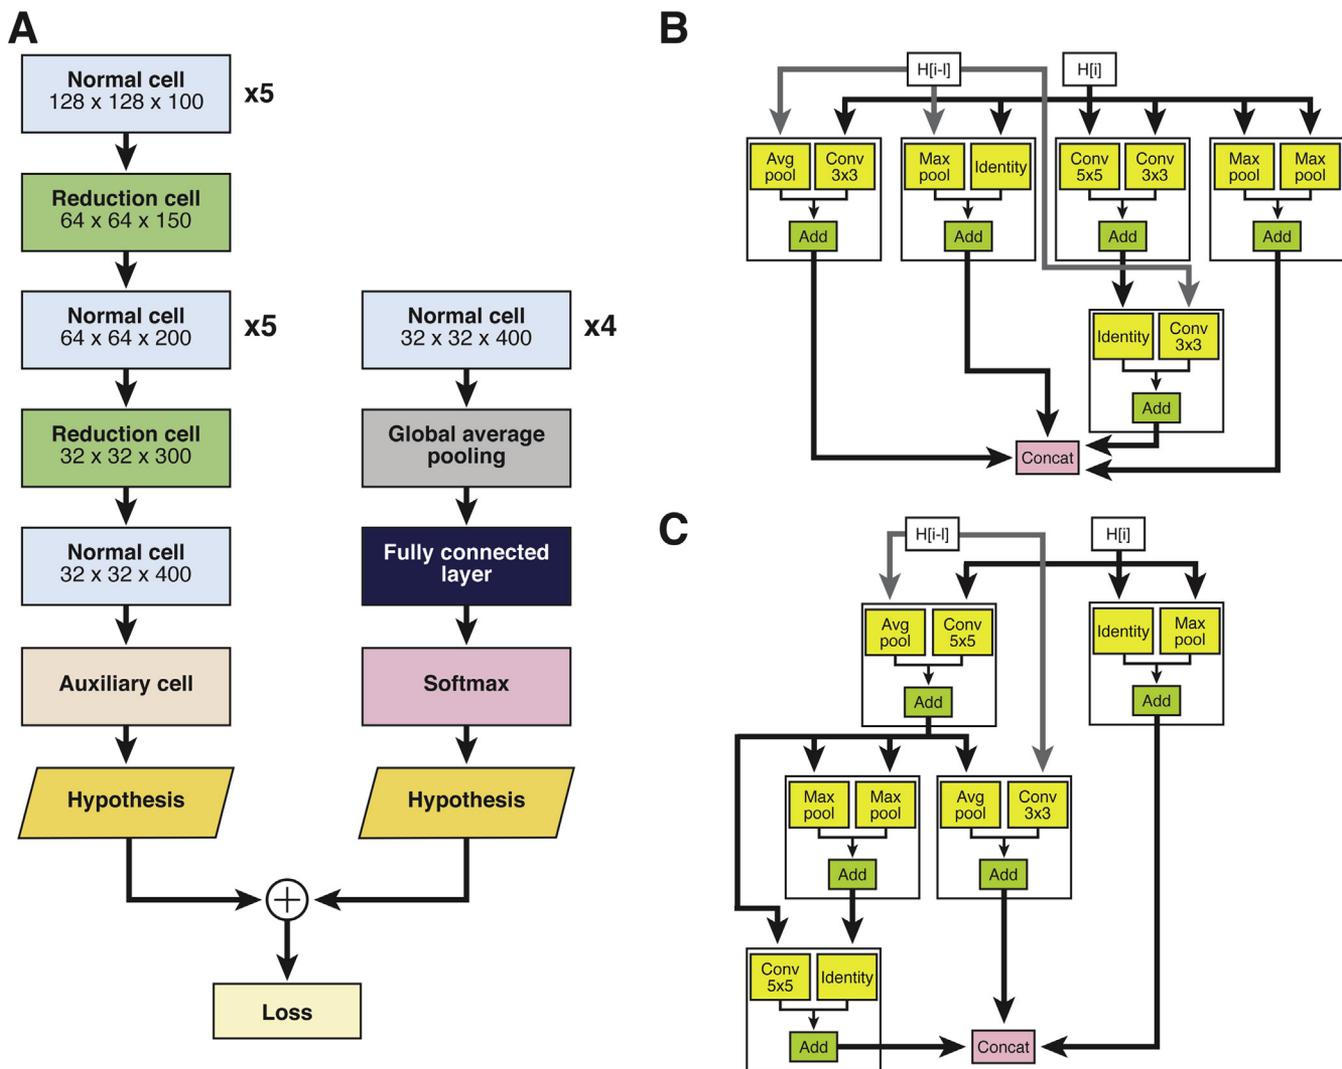 A
Normal cell
128 x 128 x 100
x5
Reduction cell
64 x 64 x 150
Normal cell
64 x 64 x 200
x5
Reduction cell
32 x 32 x 300
Normal cell
32 x 32 x 400
Auxiliary cell
Hypothesis
Normal cell
32 x 32 x 400
x4
Global average
pooling
Fully connected
layer
Softmax
Hypothesis
Loss
B
H[i-I]
H[i]
Avg
pool
Conv
3x3
Add
Max
pool
Identity
Add
Conv
5x5
Conv
3x3
Add
Max
pool
Max
pool
Add
Identity
Conv
3x3
Add
Concat
C
H[i-I]
H[i]
Avg
pool
Conv
5x5
Add
Identity
Max
pool
Add
Max
pool
Max
pool
Add
Avg
pool
Conv
3x3
Add
Conv
5x5
Identity
Add
Concat